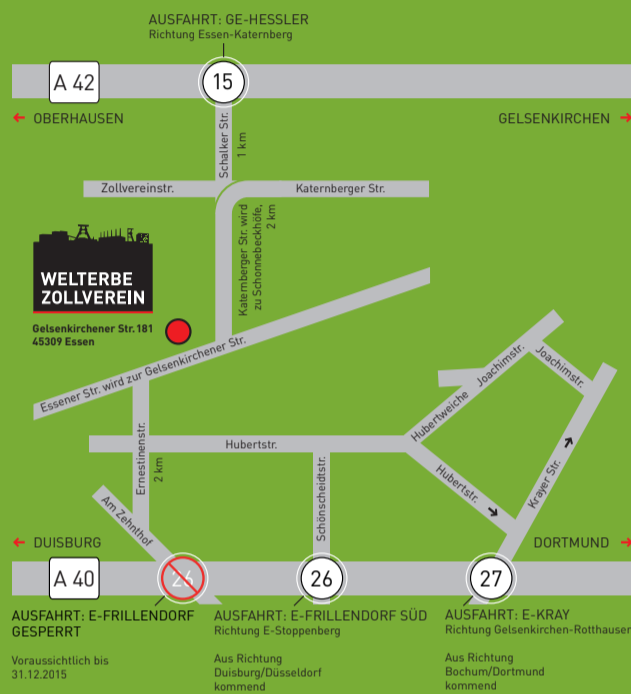 AUSFAHRT: GE-HESSLER
Richtung Essen-Katernberg
A 42
15
← OBERHAUSEN
GELSENKIRCHEN →
Schalker Str.
1 km
Zollvereinstr.
Katernberger Str.
Katernberger Str. wird
zu Schonnebeckhöfe,
2 km
WELTERBE
ZOLLVEREIN
Gelsenkirchener Str. 181
45309 Essen
Essener Str. wird zur Gelsenkirchener Str.
Joachimstr.
Joachimstr.
Hubertweiche
Hubertstr.
Ernestinenstr.
2 km
Schönscheidtstr.
Hubertstr.
Krayer Str.
Am Zehnthof
← DUISBURG
DORTMUND →
A 40
26
26
27
AUSFAHRT: E-FRILLENDORF
GESPERRT
Voraussichtlich bis
31.12.2015
AUSFAHRT: E-FRILLENDORF SÜD
Richtung E-Stoppenberg
Aus Richtung
Duisburg/Düsseldorf
kommend
AUSFAHRT: E-KRAY
Richtung Gelsenkirchen-Rotthausen
Aus Richtung
Bochum/Dortmund
kommend